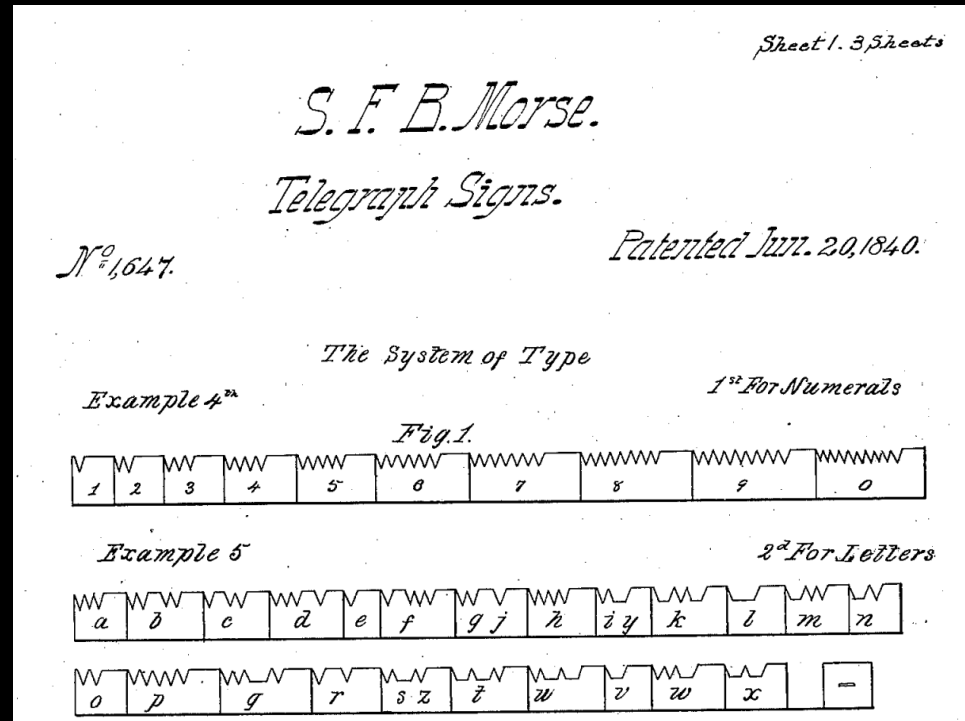 Sheet 1. 3 Sheets
S. F. B. Morse.
Telegraph Signs.
Nº 1,647.
Patented Jun. 20, 1840.
The System of Type
Example 4th
1st For Numerals
Fig. 1.
1 2 3 4 5 6 7 8 9 0
Example 5
2d For Letters
a b c d e f g j h i y k l m n
o p q r s z t u v w x -